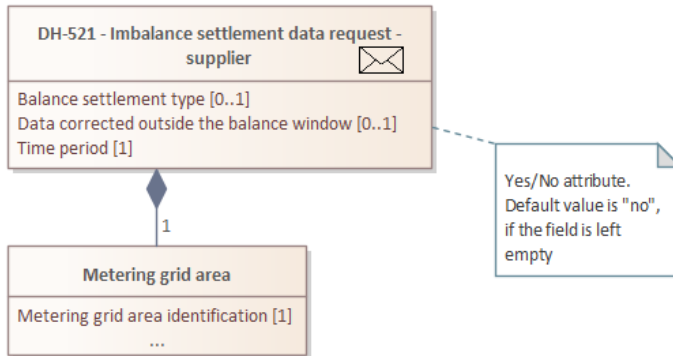 DH-521 - Imbalance settlement data request -
supplier
Balance settlement type [0..1]
Data corrected outside the balance window [0..1]
Time period [1]
Yes/No attribute.
Default value is "no",
if the field is left
empty
1
Metering grid area
Metering grid area identification [1]
...